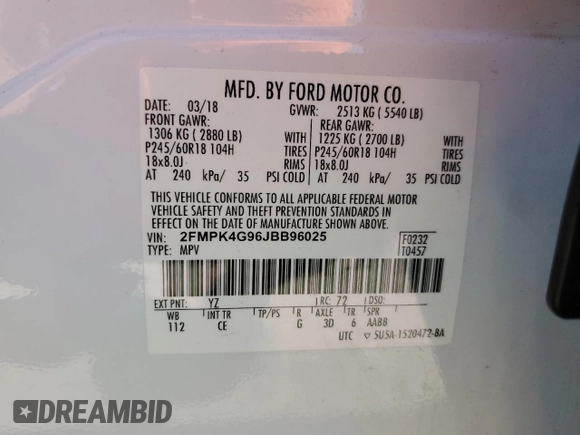 MFD. BY FORD MOTOR CO.
DATE: 03/18 GVWR: 2513 KG ( 5540 LB)
FRONT GAWR: REAR GAWR:
1306 KG ( 2880 LB) WITH 1225 KG ( 2700 LB) WITH
P245/60R18 104H TIRES P245/60R18 104H TIRES
18x8.0J RIMS 18x8.0J RIMS
AT 240 kPa/ 35 PSI COLD AT 240 kPa/ 35 PSI COLD
THIS VEHICLE CONFORMS TO ALL APPLICABLE FEDERAL MOTOR
VEHICLE SAFETY AND THEFT PREVENTION STANDARDS IN
EFFECT ON THE DATE OF MANUFACTURE SHOWN ABOVE.
VIN: 2FMPK4G96JBB96025 F0232
TYPE: MPV T0457
EXT PNT: YZ RC: 72 DSO:
WB INT TR TP/PS R AXLE TR SPR
112 CE G 3D 6 AABB
UTC 5U5A-1520472-BA
DREAMBID